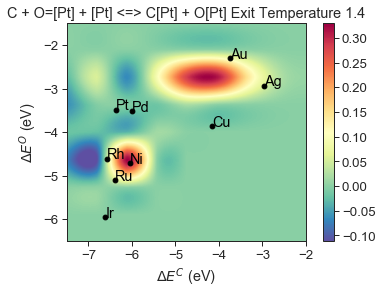 C + O=[Pt] + [Pt] <=> C[Pt] + O[Pt] Exit Temperature 1.4
ΔE^O (eV)
−2
−3
−4
−5
−6
Au
Ag
Pt
Pd
Cu
Rh
Ni
Ru
Ir
−7
−6
−5
−4
−3
−2
ΔE^C (eV)
0.30
0.25
0.20
0.15
0.10
0.05
0.00
−0.05
−0.10